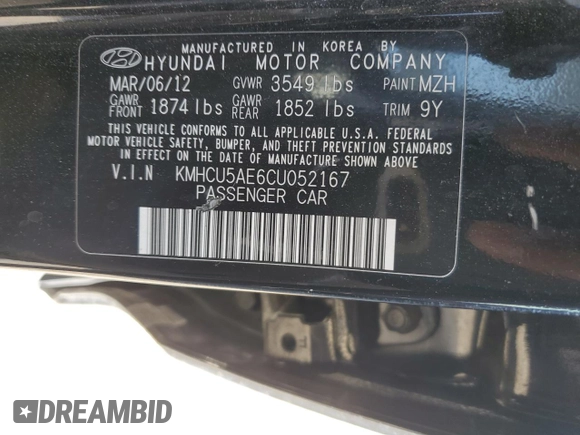 MANUFACTURED IN KOREA BY
HYUNDAI MOTOR COMPANY
MAR/06/12 GVWR 3549 lbs PAINT MZH
GAWR FRONT 1874 lbs GAWR REAR 1852 lbs TRIM 9Y
THIS VEHICLE CONFORMS TO ALL APPLICABLE U.S.A. FEDERAL
MOTOR VEHICLE SAFETY, BUMPER, AND THEFT PREVENTION STANDARDS
IN EFFECT ON THE DATE OF MANUFACTURE SHOWN ABOVE.
V.I.N KMHCU5AE6CU052167
PASSENGER CAR
DREAMBID